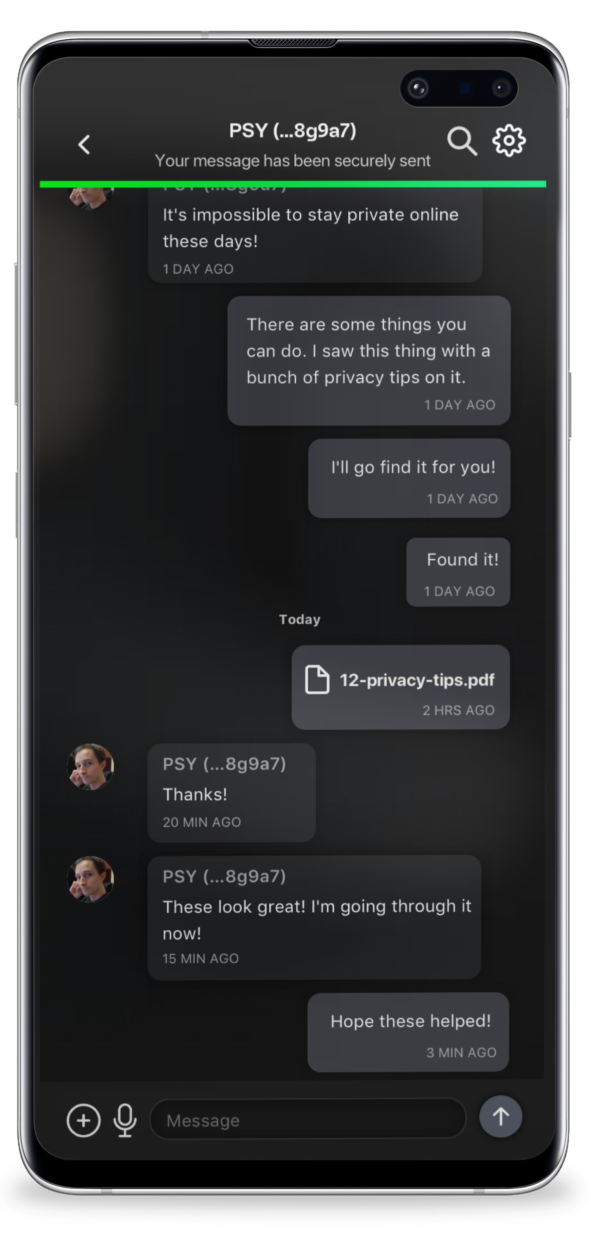 PSY (...8g9a7)
Your message has been securely sent
It's impossible to stay private online
these days!
1 DAY AGO
There are some things you
can do. I saw this thing with a
bunch of privacy tips on it.
1 DAY AGO
I'll go find it for you!
1 DAY AGO
Found it!
1 DAY AGO
Today
12-privacy-tips.pdf
2 HRS AGO
PSY (...8g9a7)
Thanks!
20 MIN AGO
PSY (...8g9a7)
These look great! I'm going through it
now!
15 MIN AGO
Hope these helped!
3 MIN AGO
Message